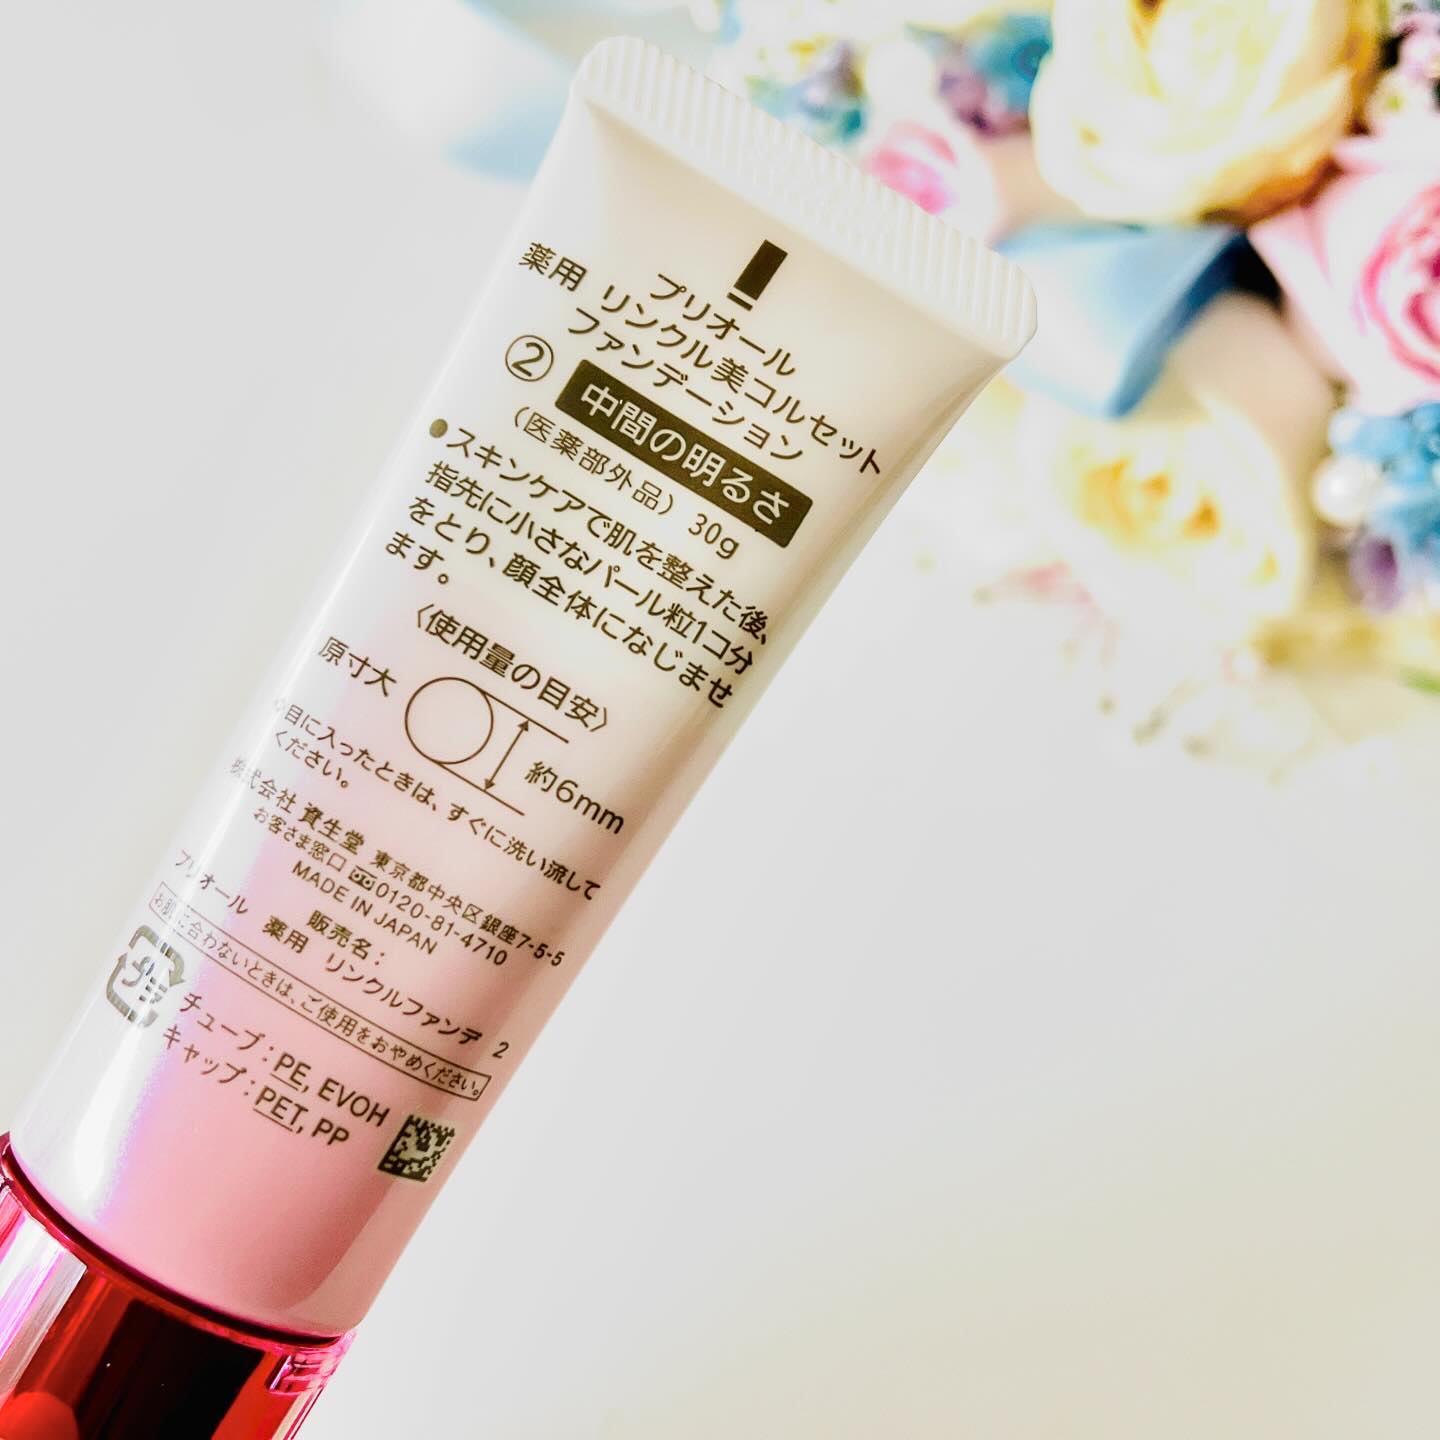 プリオール
薬用 リンクル美コルセット
ファンデーション
② 中間の明るさ
（医薬部外品） 30g
●スキンケアで肌を整えた後、
指先に小さなパール粒1コ分
をとり、顔全体になじませ
ます。
〈使用量の目安〉
原寸大
約6mm
目に入ったときは、すぐに洗い流して
ください。
株式会社 資生堂 東京都中央区銀座7-5-5
お客さま窓口 0120-81-4710
MADE IN JAPAN
販売名：
プリオール 薬用 リンクルファンデ 2
お肌に合わないときは、ご使用をおやめください。
プラ
チューブ：PE, EVOH
キャップ：PET, PP